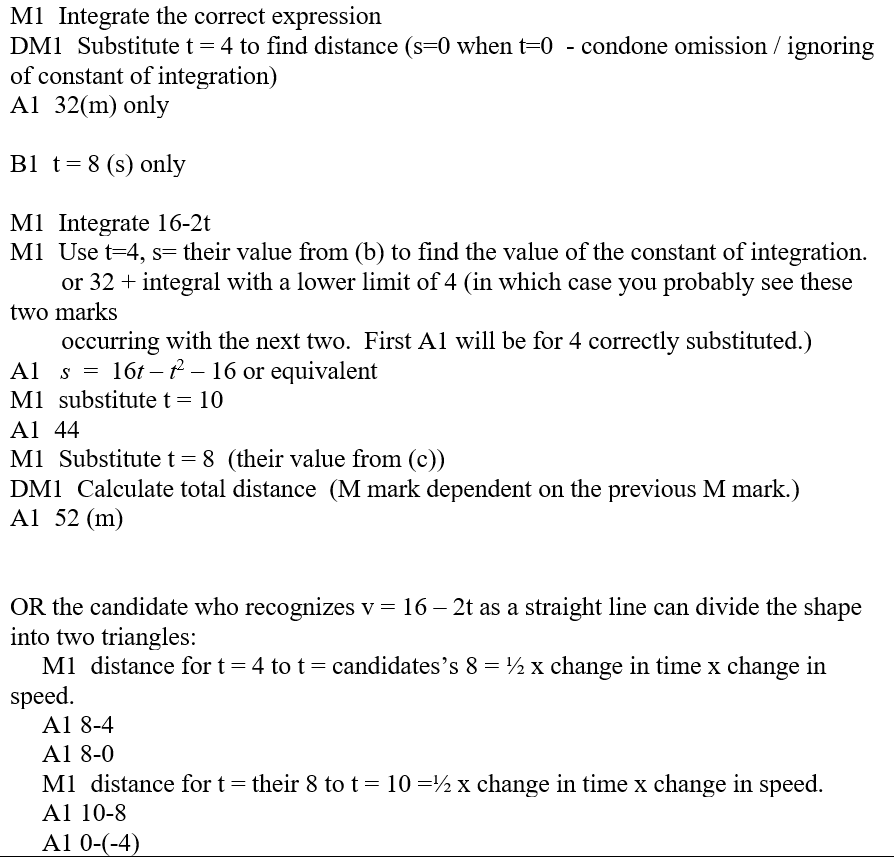 M1 Integrate the correct expression
DM1 Substitute t = 4 to find distance (s=0 when t=0 - condone omission / ignoring
of constant of integration)
A1 32(m) only
B1 t = 8 (s) only
M1 Integrate 16-2t
M1 Use t=4, s= their value from (b) to find the value of the constant of integration.
or 32 + integral with a lower limit of 4 (in which case you probably see these
two marks
occurring with the next two. First A1 will be for 4 correctly substituted.)
A1 s = 16t – t² – 16 or equivalent
M1 substitute t = 10
A1 44
M1 Substitute t = 8 (their value from (c))
DM1 Calculate total distance (M mark dependent on the previous M mark.)
A1 52 (m)
OR the candidate who recognizes v = 16 – 2t as a straight line can divide the shape
into two triangles:
M1 distance for t = 4 to t = candidates’s 8 = ½ x change in time x change in
speed.
A1 8-4
A1 8-0
M1 distance for t = their 8 to t = 10 =½ x change in time x change in speed.
A1 10-8
A1 0-(-4)